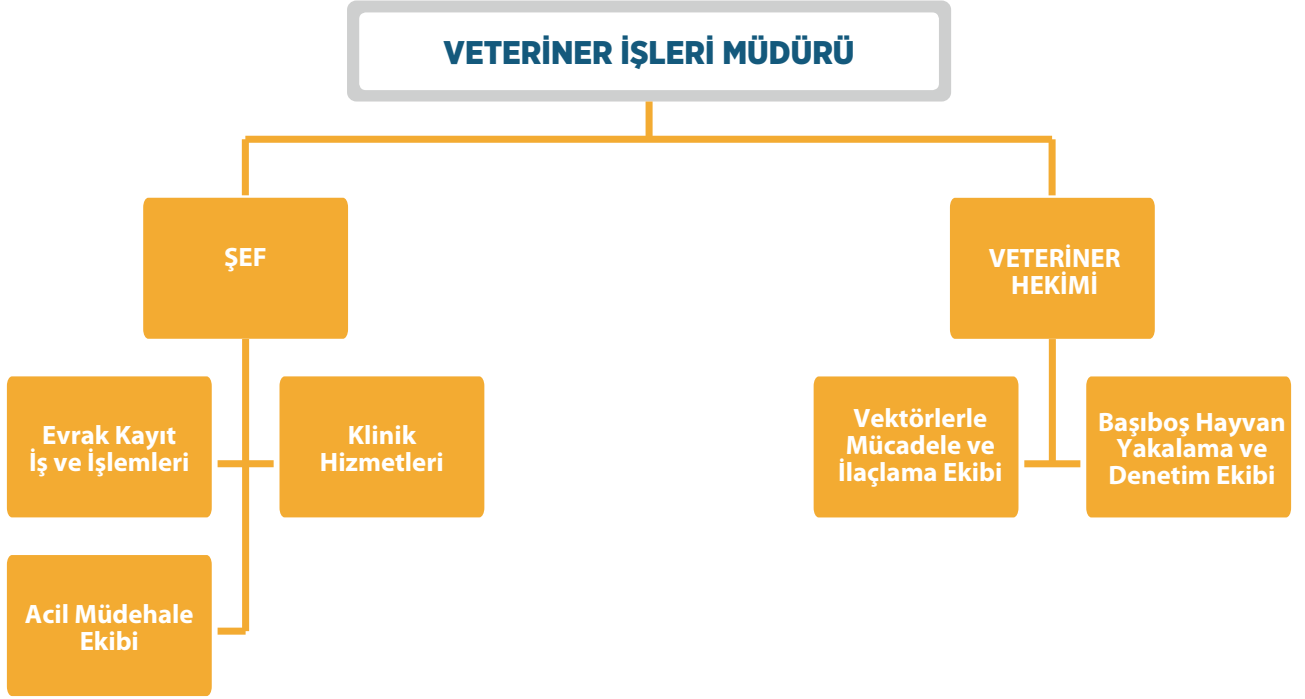 VETERİNER İŞLERİ MÜDÜRÜ
ŞEF
VETERİNER
HEKİMİ
Evrak Kayıt
İş ve İşlemleri
Klinik
Hizmetleri
Vektörlerle
Mücadele ve
İlaçlama Ekibi
Başıboş Hayvan
Yakalama ve
Denetim Ekibi
Acil Müdehale
Ekibi